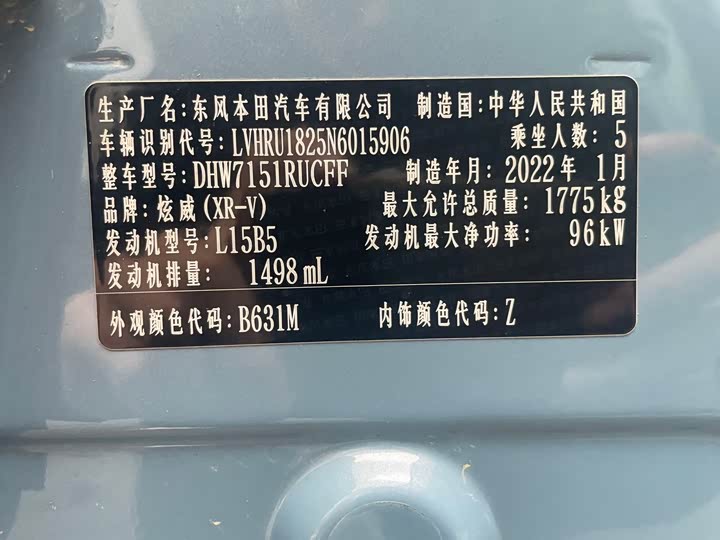 生产厂名:东风本田汽车有限公司 制造国:中华人民共和国
车辆识别代号: LVHRU1825N6015906 乘坐人数: 5
整车型号: DHW7151RUCFF 制造年月: 2022年 1月
品牌: 炫威(XR-V) 最大允许总质量: 1775kg
发动机型号: L15B5 发动机最大净功率: 96kW
发动机排量: 1498mL
外观颜色代码: B631M 内饰颜色代码: Z